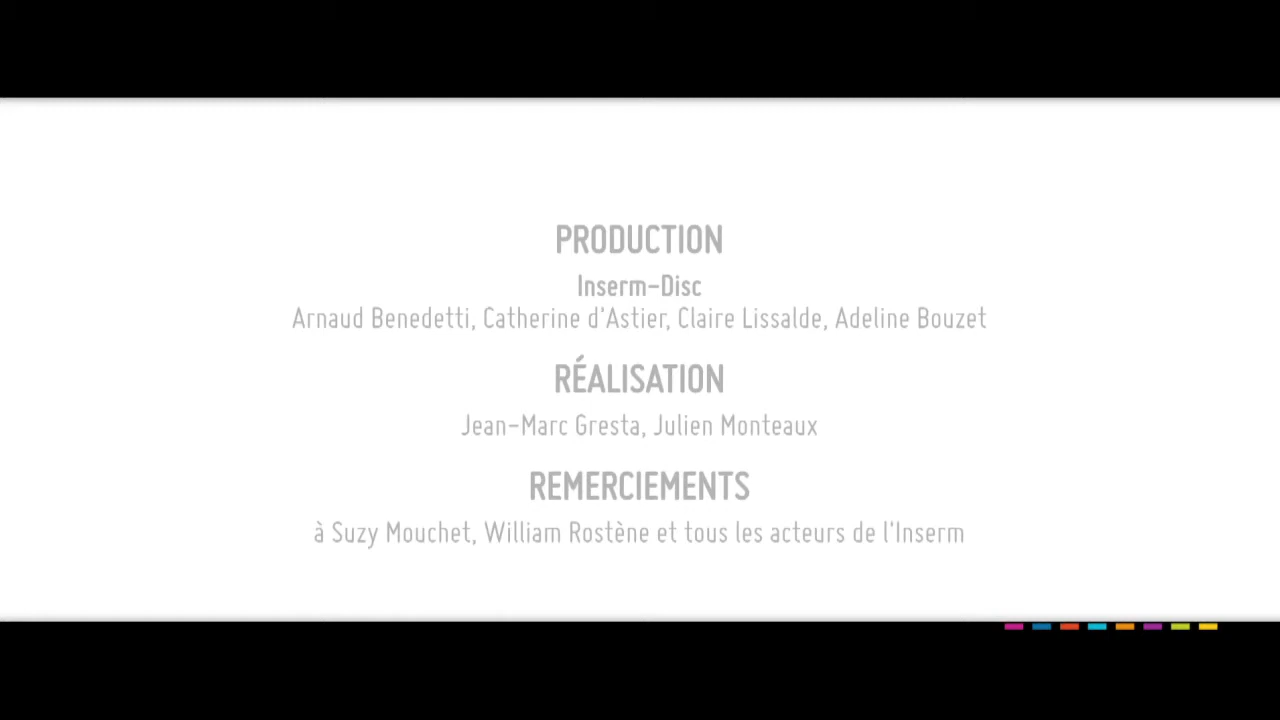 PRODUCTION
Inserm-Disc
Arnaud Benedetti, Catherine d'Astier, Claire Lissalde, Adeline Bouzet
RÉALISATION
Jean-Marc Gresta, Julien Monteaux
REMERCIEMENTS
à Suzy Mouchet, William Rostène et tous les acteurs de l'Inserm